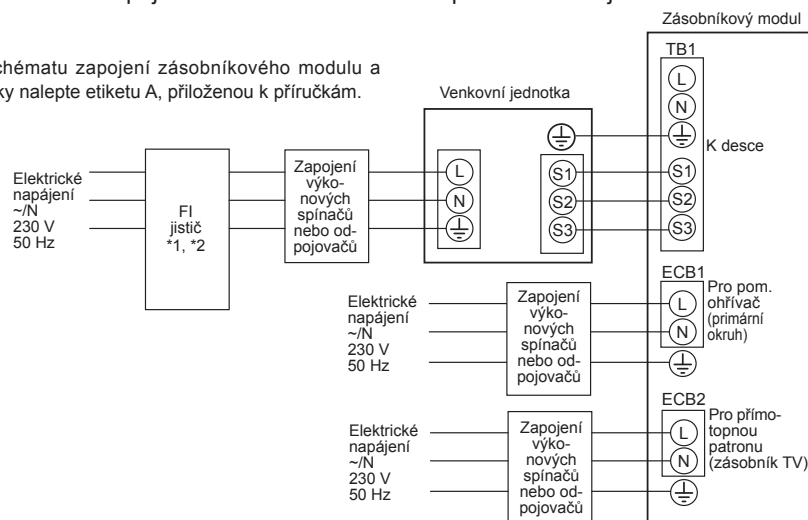 Zásobníkový modul
chématu zapojení zásobníkového modulu a
ky nalepte etiketu A, přiloženou k příručkám.
Venkovní jednotka
TB1
L
N
K desce
S1
S2
S3
Elektrické
napájení
~/N
230 V
50 Hz
FI
jistič
*1, *2
Zapojení
výko-
nových
spínačů
nebo od-
pojovačů
L
N
S1
S2
S3
ECB1
L
N
Pro pom.
ohřívač
(primární
okruh)
Elektrické
napájení
~/N
230 V
50 Hz
Zapojení
výko-
nových
spínačů
nebo od-
pojovačů
ECB2
L
N
Pro přímo-
topnou
patronu
(zásobník TV)
Elektrické
napájení
~/N
230 V
50 Hz
Zapojení
výko-
nových
spínačů
nebo od-
pojovačů